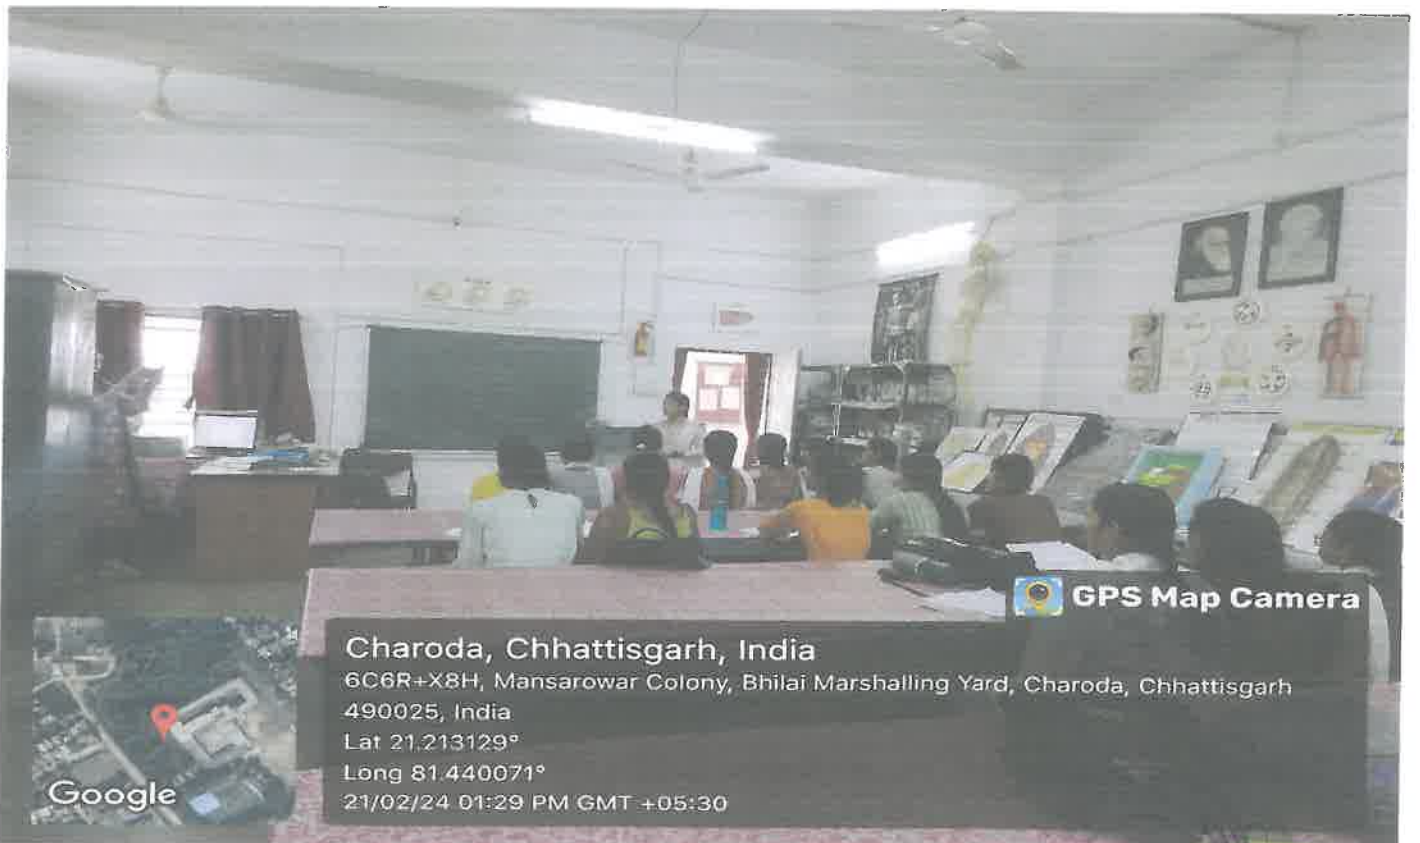 GPS Map Camera
Charoda, Chhattisgarh, India
6C6R+X8H, Mansarowar Colony, Bhilai Marshalling Yard, Charoda, Chhattisgarh
490025, India
Lat 21.213129°
Long 81.440071°
21/02/24 01:29 PM GMT +05:30
Google